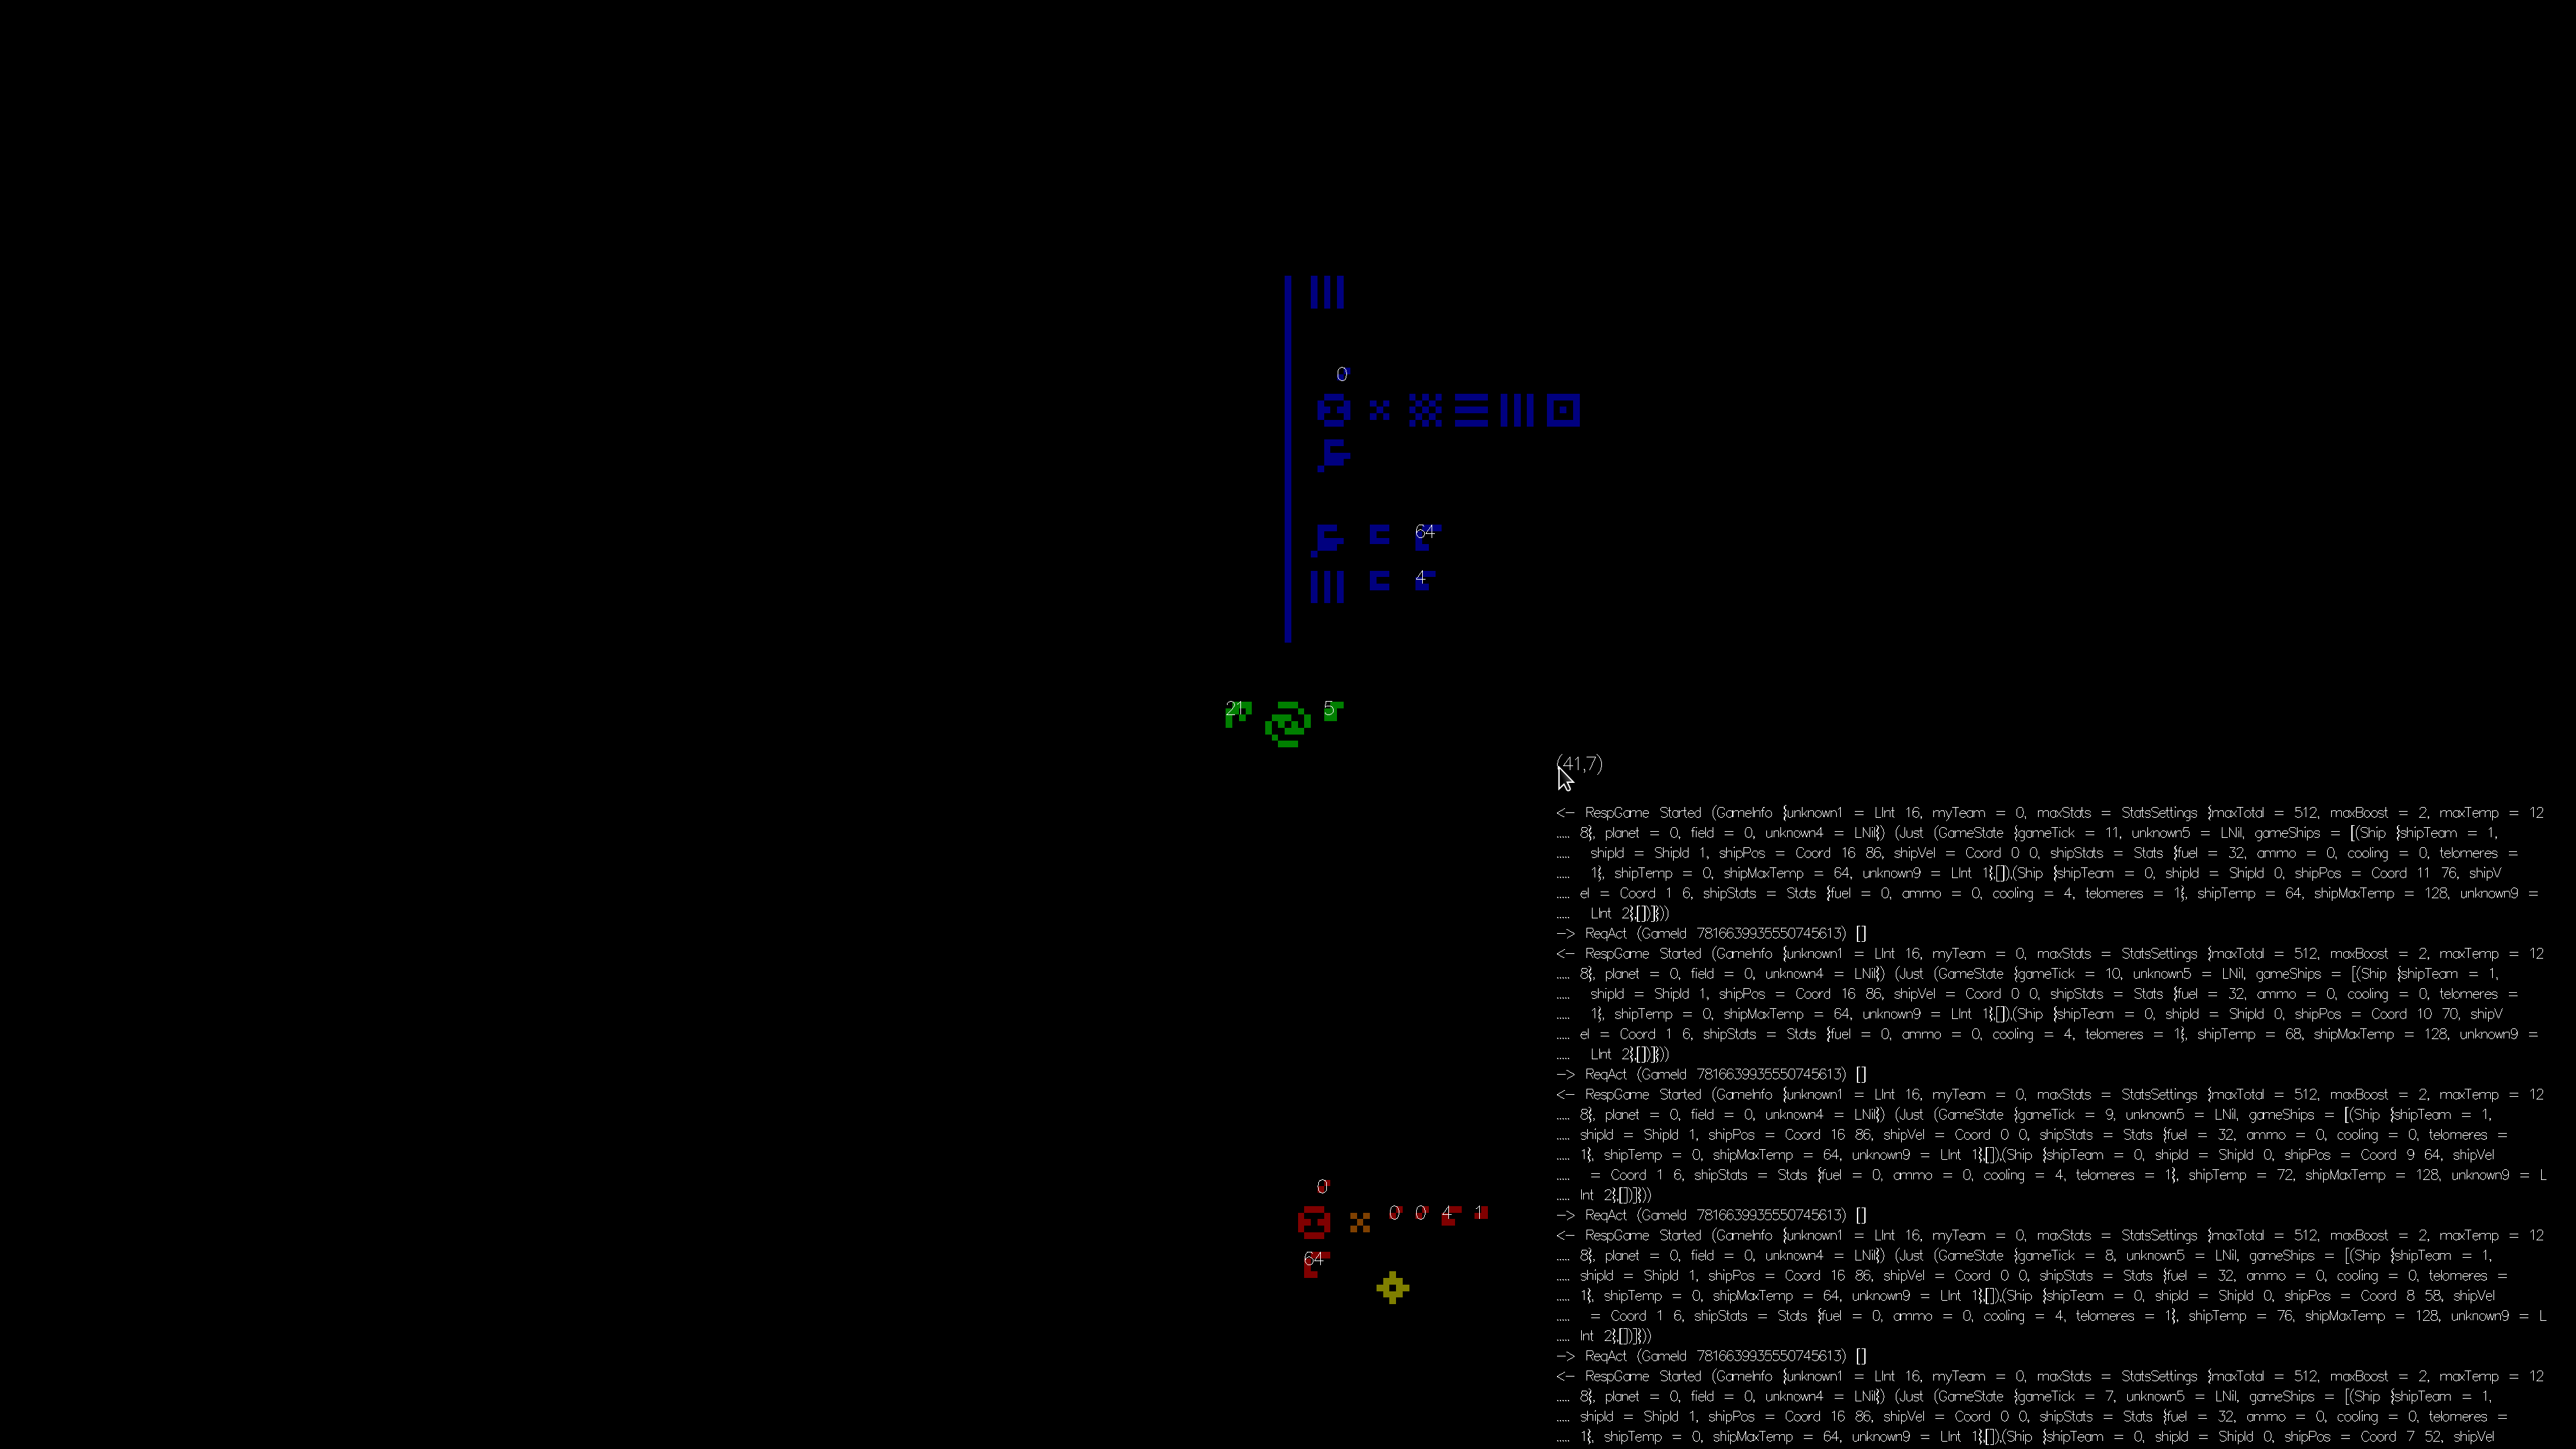 0
64
4
21 5
(41,7)
<- RespGame Started (GameInfo }unknown1 = LInt 16, myTeam = 0, maxStats = StatsSettings }maxTotal = 512, maxBoost = 2, maxTemp = 12
..... 8{, planet = 0, field = 0, unknown4 = LNil{) (Just (GameState }gameTick = 11, unknown5 = LNil, gameShips = [(Ship }shipTeam = 1,
..... shipId = ShipId 1, shipPos = Coord 16 86, shipVel = Coord 0 0, shipStats = Stats }fuel = 32, ammo = 0, cooling = 0, telomeres =
..... 1{, shipTemp = 0, shipMaxTemp = 64, unknown9 = LInt 1{,[]),(Ship }shipTeam = 0, shipId = ShipId 0, shipPos = Coord 11 76, shipV
..... el = Coord 1 6, shipStats = Stats }fuel = 0, ammo = 0, cooling = 4, telomeres = 1{, shipTemp = 64, shipMaxTemp = 128, unknown9 =
..... LInt 2{,[])]{))
-> ReqAct (GameId 7816639935550745613) []
<- RespGame Started (GameInfo }unknown1 = LInt 16, myTeam = 0, maxStats = StatsSettings }maxTotal = 512, maxBoost = 2, maxTemp = 12
..... 8{, planet = 0, field = 0, unknown4 = LNil{) (Just (GameState }gameTick = 10, unknown5 = LNil, gameShips = [(Ship }shipTeam = 1,
..... shipId = ShipId 1, shipPos = Coord 16 86, shipVel = Coord 0 0, shipStats = Stats }fuel = 32, ammo = 0, cooling = 0, telomeres =
..... 1{, shipTemp = 0, shipMaxTemp = 64, unknown9 = LInt 1{,[]),(Ship }shipTeam = 0, shipId = ShipId 0, shipPos = Coord 10 70, shipV
..... el = Coord 1 6, shipStats = Stats }fuel = 0, ammo = 0, cooling = 4, telomeres = 1{, shipTemp = 68, shipMaxTemp = 128, unknown9 =
..... LInt 2{,[])]{))
-> ReqAct (GameId 7816639935550745613) []
<- RespGame Started (GameInfo }unknown1 = LInt 16, myTeam = 0, maxStats = StatsSettings }maxTotal = 512, maxBoost = 2, maxTemp = 12
..... 8{, planet = 0, field = 0, unknown4 = LNil{) (Just (GameState }gameTick = 9, unknown5 = LNil, gameShips = [(Ship }shipTeam = 1,
..... shipId = ShipId 1, shipPos = Coord 16 86, shipVel = Coord 0 0, shipStats = Stats }fuel = 32, ammo = 0, cooling = 0, telomeres =
..... 1{, shipTemp = 0, shipMaxTemp = 64, unknown9 = LInt 1{,[]),(Ship }shipTeam = 0, shipId = ShipId 0, shipPos = Coord 9 64, shipVel
..... = Coord 1 6, shipStats = Stats }fuel = 0, ammo = 0, cooling = 4, telomeres = 1{, shipTemp = 72, shipMaxTemp = 128, unknown9 = L
..... Int 2{,[])]{))
-> ReqAct (GameId 7816639935550745613) []
<- RespGame Started (GameInfo }unknown1 = LInt 16, myTeam = 0, maxStats = StatsSettings }maxTotal = 512, maxBoost = 2, maxTemp = 12
..... 8{, planet = 0, field = 0, unknown4 = LNil{) (Just (GameState }gameTick = 8, unknown5 = LNil, gameShips = [(Ship }shipTeam = 1,
..... shipId = ShipId 1, shipPos = Coord 16 86, shipVel = Coord 0 0, shipStats = Stats }fuel = 32, ammo = 0, cooling = 0, telomeres =
..... 1{, shipTemp = 0, shipMaxTemp = 64, unknown9 = LInt 1{,[]),(Ship }shipTeam = 0, shipId = ShipId 0, shipPos = Coord 8 58, shipVel
..... = Coord 1 6, shipStats = Stats }fuel = 0, ammo = 0, cooling = 4, telomeres = 1{, shipTemp = 76, shipMaxTemp = 128, unknown9 = L
..... Int 2{,[])]{))
-> ReqAct (GameId 7816639935550745613) []
<- RespGame Started (GameInfo }unknown1 = LInt 16, myTeam = 0, maxStats = StatsSettings }maxTotal = 512, maxBoost = 2, maxTemp = 12
..... 8{, planet = 0, field = 0, unknown4 = LNil{) (Just (GameState }gameTick = 7, unknown5 = LNil, gameShips = [(Ship }shipTeam = 1,
..... shipId = ShipId 1, shipPos = Coord 16 86, shipVel = Coord 0 0, shipStats = Stats }fuel = 32, ammo = 0, cooling = 0, telomeres =
..... 1{, shipTemp = 0, shipMaxTemp = 64, unknown9 = LInt 1{,[]),(Ship }shipTeam = 0, shipId = ShipId 0, shipPos = Coord 7 52, shipVel
0
0 0 4 1
64